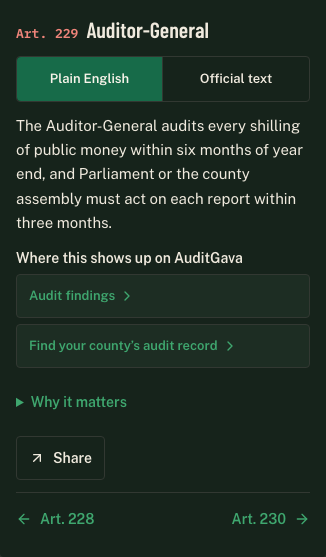 Art. 229 Auditor-General
Plain English
Official text
The Auditor-General audits every shilling
of public money within six months of year
end, and Parliament or the county
assembly must act on each report within
three months.
Where this shows up on AuditGava
Audit findings >
Find your county's audit record >
▶ Why it matters
↗ Share
← Art. 228
Art. 230 →